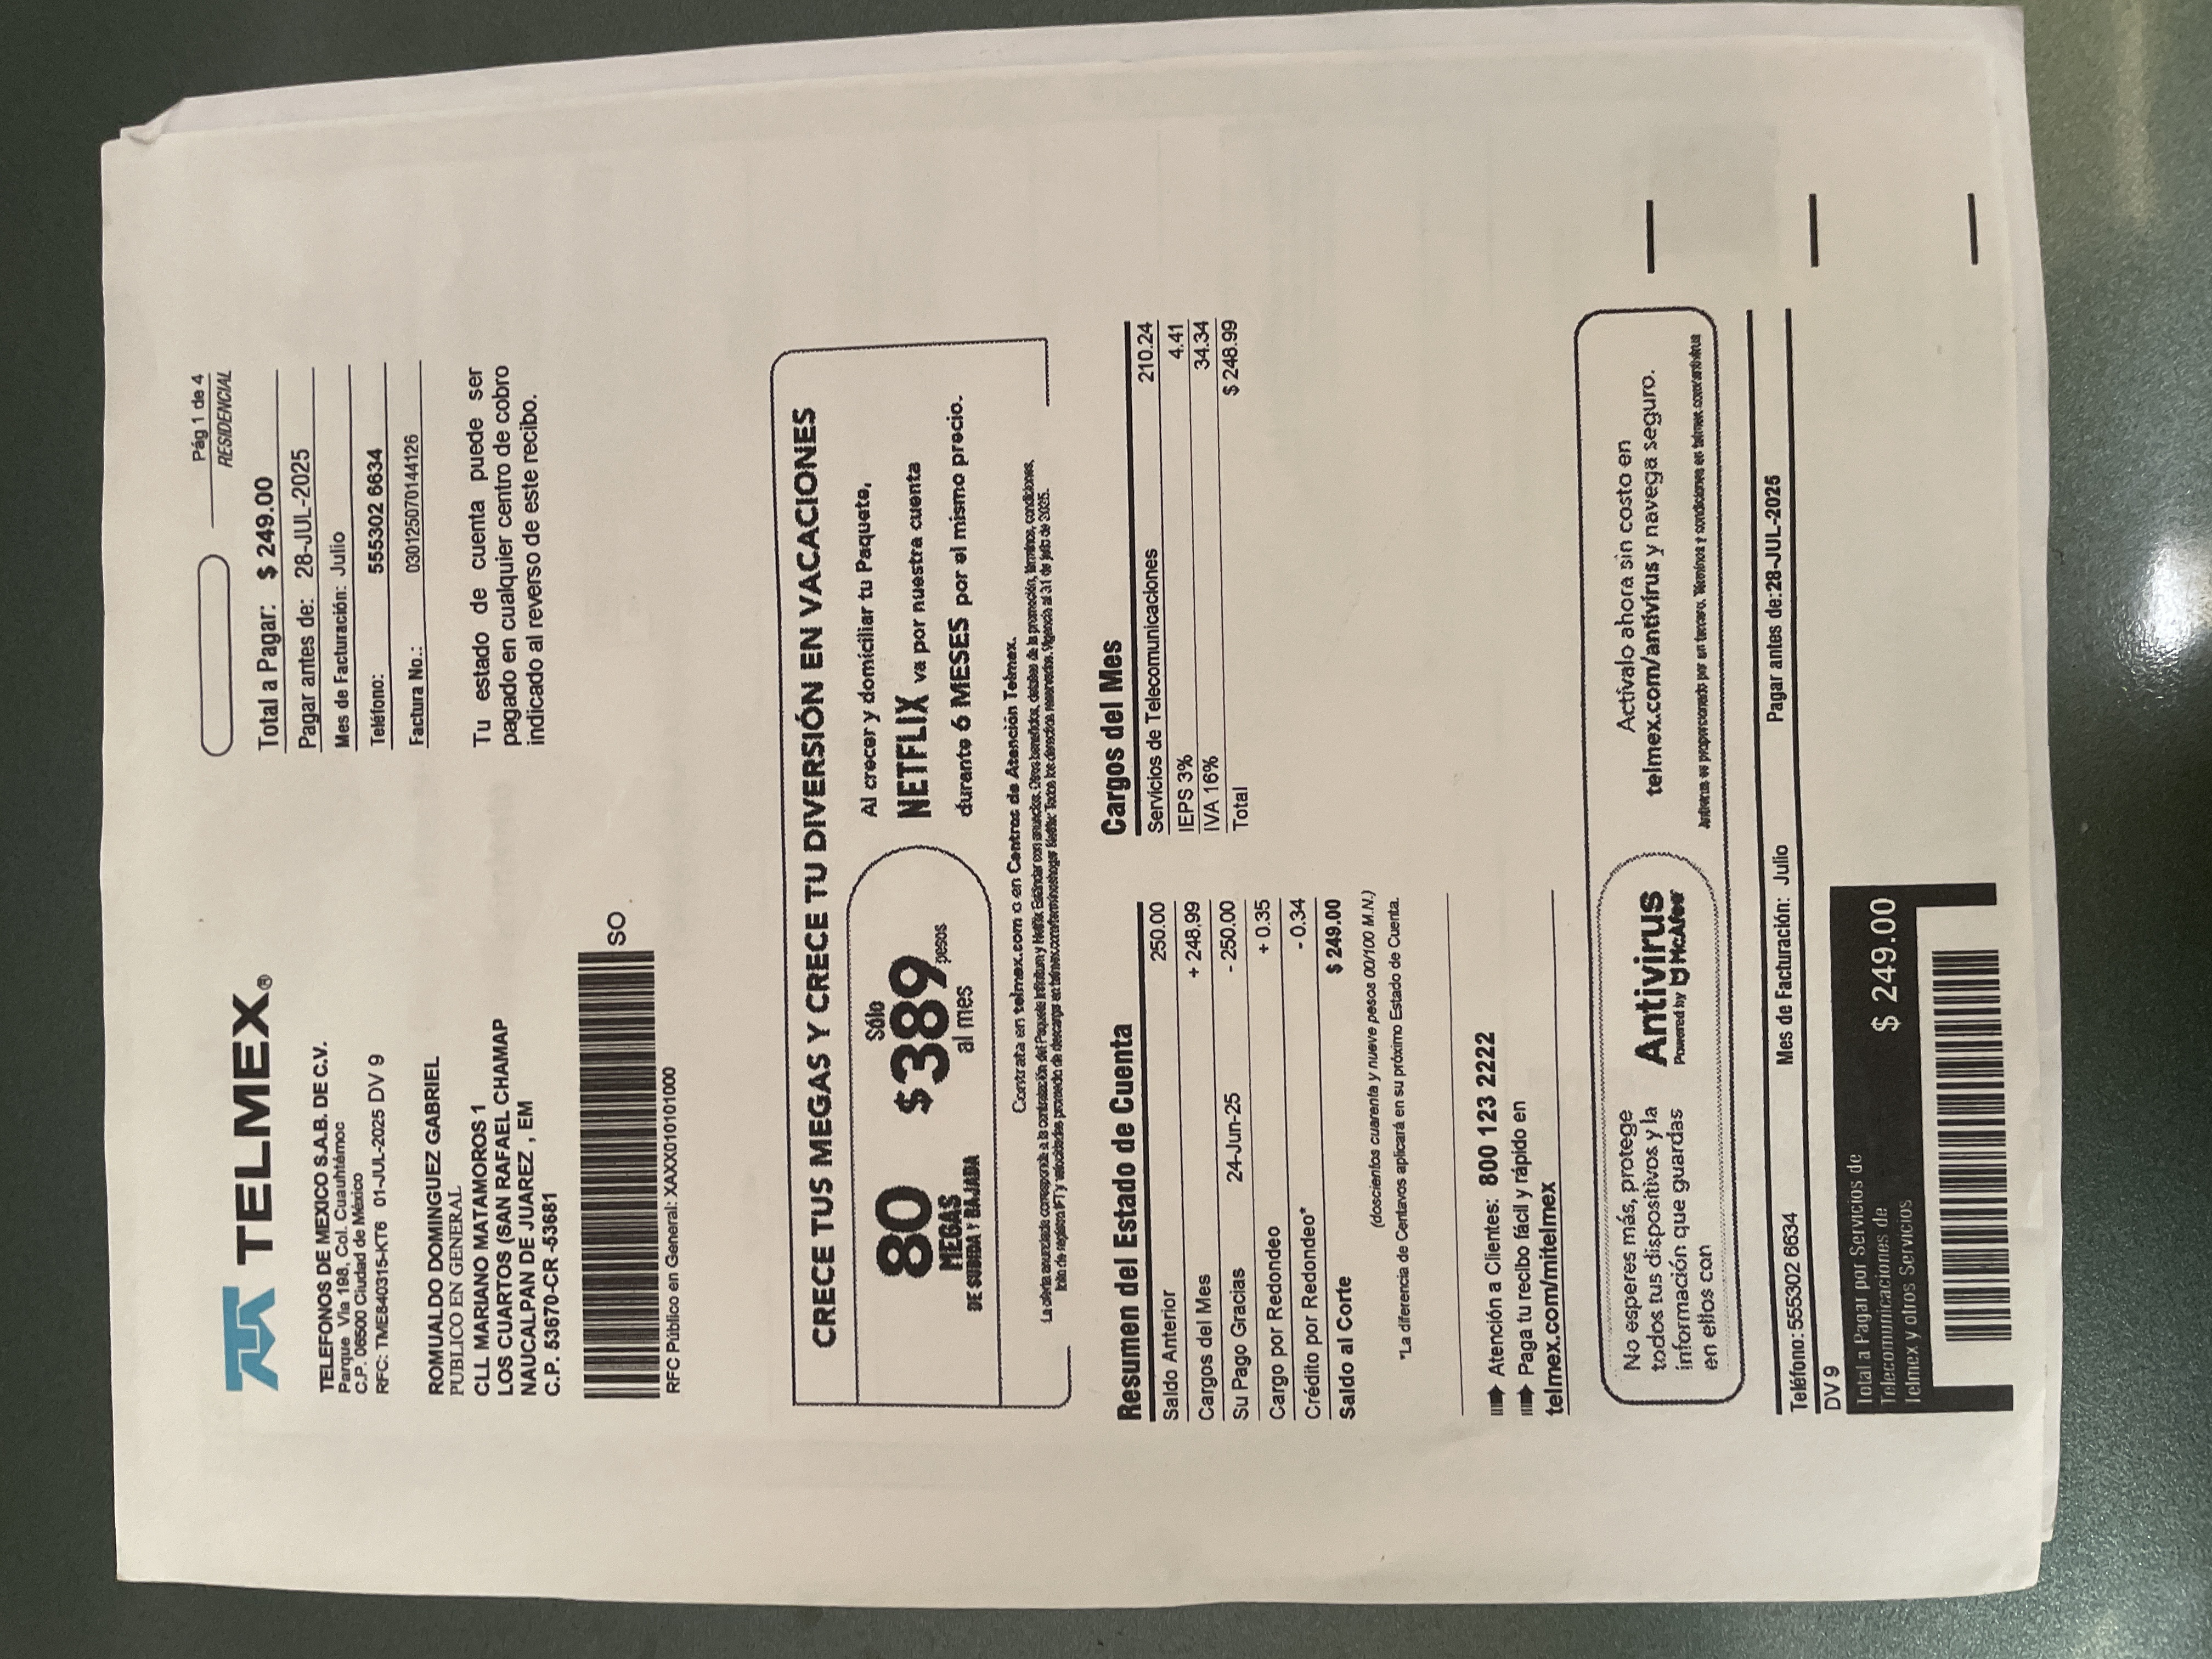 TELMEX®
Pág 1 de 4
RESIDENCIAL
TELEFONOS DE MEXICO S.A.B. DE C.V.
Parque Vía 198, Col. Cuauhtémoc
C.P. 06500 Ciudad de México
RFC: TME840315-KT6 01-JUL-2025 DV 9
ROMUALDO DOMINGUEZ GABRIEL
PUBLICO EN GENERAL
CLL MARIANO MATAMOROS 1
LOS CUARTOS (SAN RAFAEL CHAMAP
NAUCALPAN DE JUAREZ , EM
C.P. 53670-CR -53681
SO
RFC Público en General: XAXX010101000
Total a Pagar: $ 249.00
Pagar antes de: 28-JUL-2025
Mes de Facturación: Julio
Teléfono: 555302 6634
Factura No.: 030125070144126
Tu estado de cuenta puede ser
pagado en cualquier centro de cobro
indicado al reverso de este recibo.
CRECE TUS MEGAS Y CRECE TU DIVERSIÓN EN VACACIONES
80
MEGAS
DE SUBIDA Y BAJADA
Sólo
$389 pesos
al mes
Al crecer y domiciliar tu Paquete,
NETFLIX va por nuestra cuenta
durante 6 MESES por el mismo precio.
Contrata en telmex.com o en Centros de Atención Telmex.
Resumen del Estado de Cuenta
Saldo Anterior 250.00
Cargos del Mes + 248.99
Su Pago Gracias 24-Jun-25 - 250.00
Cargo por Redondeo + 0.35
Crédito por Redondeo* - 0.34
Saldo al Corte $ 249.00
(doscientos cuarenta y nueve pesos 00/100 M.N.)
*La diferencia de Centavos aplicará en su próximo Estado de Cuenta.
Cargos del Mes
Servicios de Telecomunicaciones 210.24
IEPS 3% 4.41
IVA 16% 34.34
Total $ 248.99
Atención a Clientes: 800 123 2222
Paga tu recibo fácil y rápido en
telmex.com/mitelmex
No esperes más, protege
todos tus dispositivos y la
información que guardas
en ellos con
Antivirus
Powered by McAfee
Actívalo ahora sin costo en
telmex.com/antivirus y navega seguro.
Antivirus es proporcionado por un tercero. Términos y condiciones en telmex.com/antivirus
Teléfono: 555302 6634 Mes de Facturación: Julio Pagar antes de:28-JUL-2025
DV 9
Total a Pagar por Servicios de
Telecomunicaciones de
Telmex y otros Servicios
$ 249.00